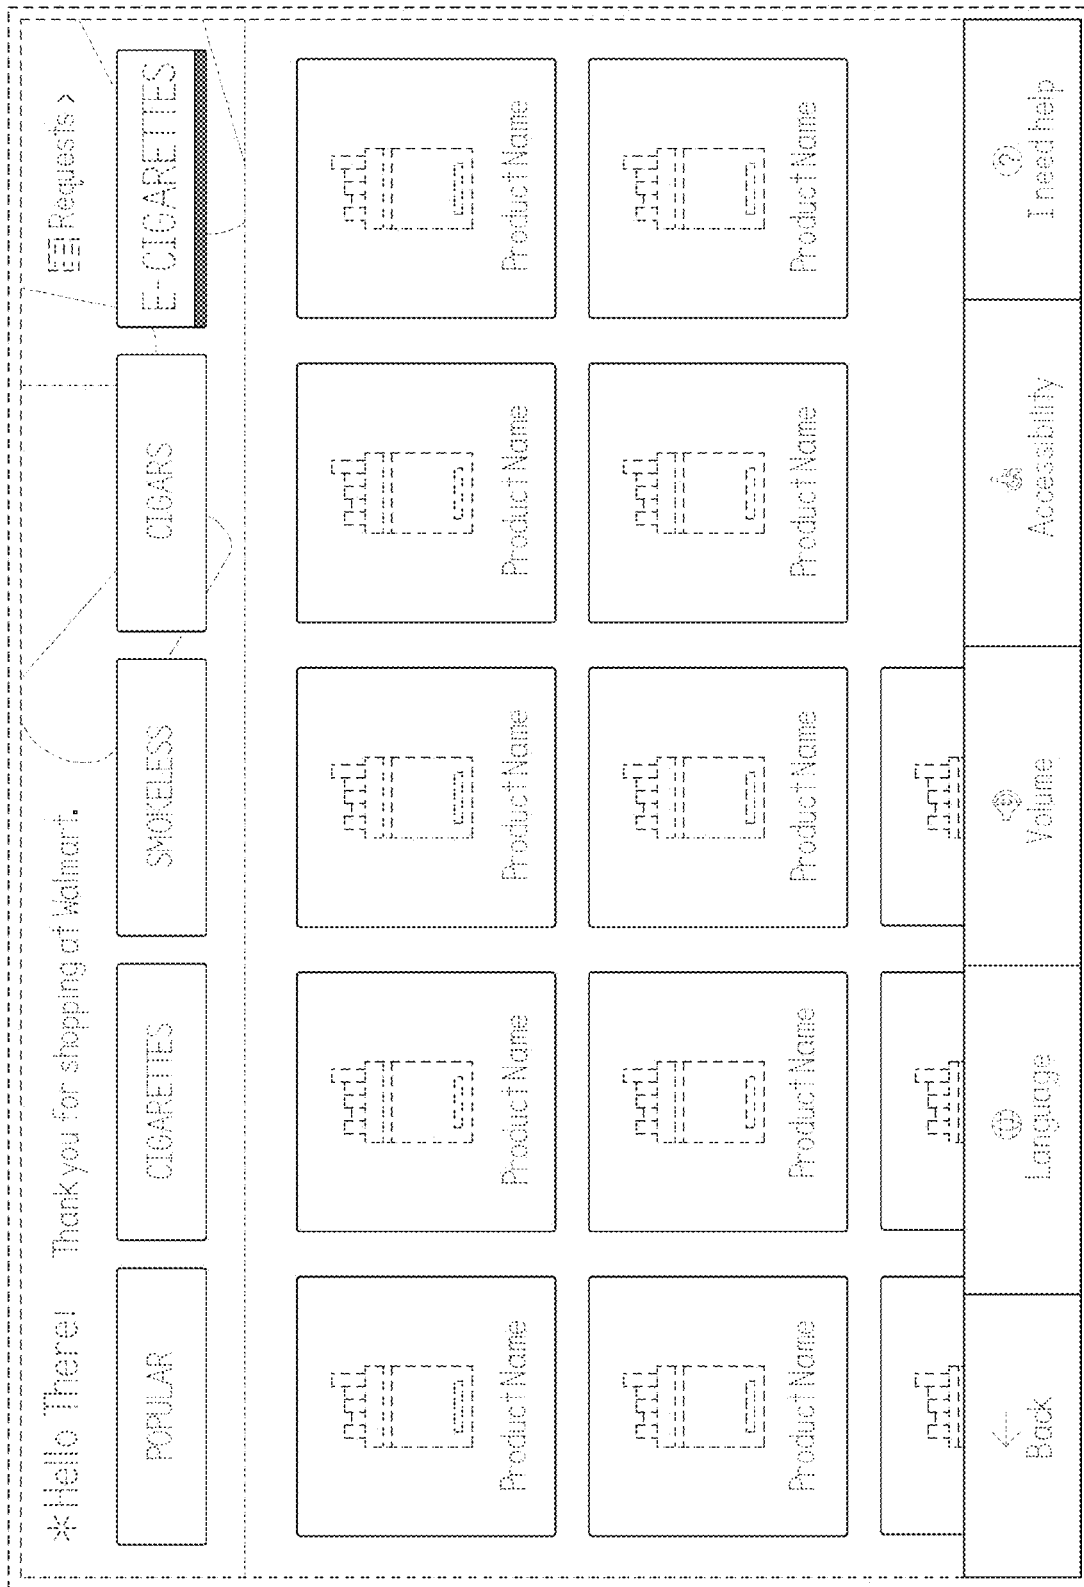 Hello There! Thank you for shopping at Walmart. Requests >
POPULAR CIGARETTES SMOKELESS CIGARS E-CIGARETTES
Product Name Product Name Product Name Product Name Product Name
Product Name Product Name Product Name Product Name Product Name
Back Language Volume Accessibility I need help